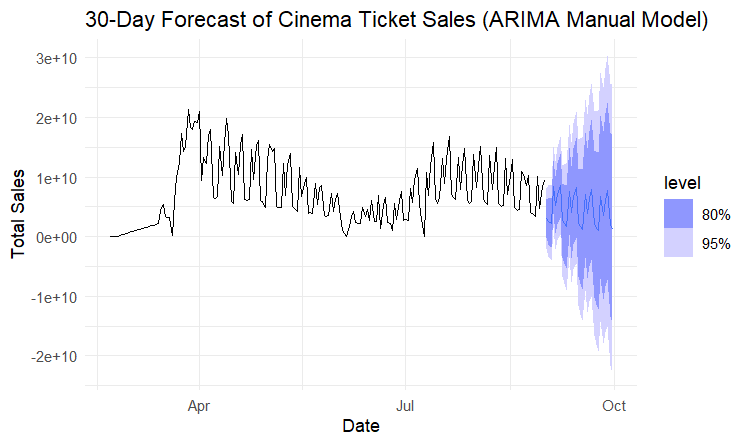 30-Day Forecast of Cinema Ticket Sales (ARIMA Manual Model)
Total Sales
3e+10
2e+10
1e+10
0e+00
-1e+10
-2e+10
Apr
Jul
Oct
Date
level
80%
95%